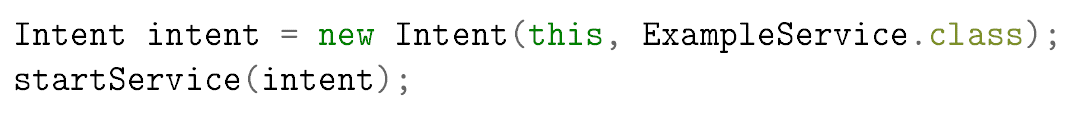 Intent intent = new Intent(this, ExampleService.class);
startService(intent);